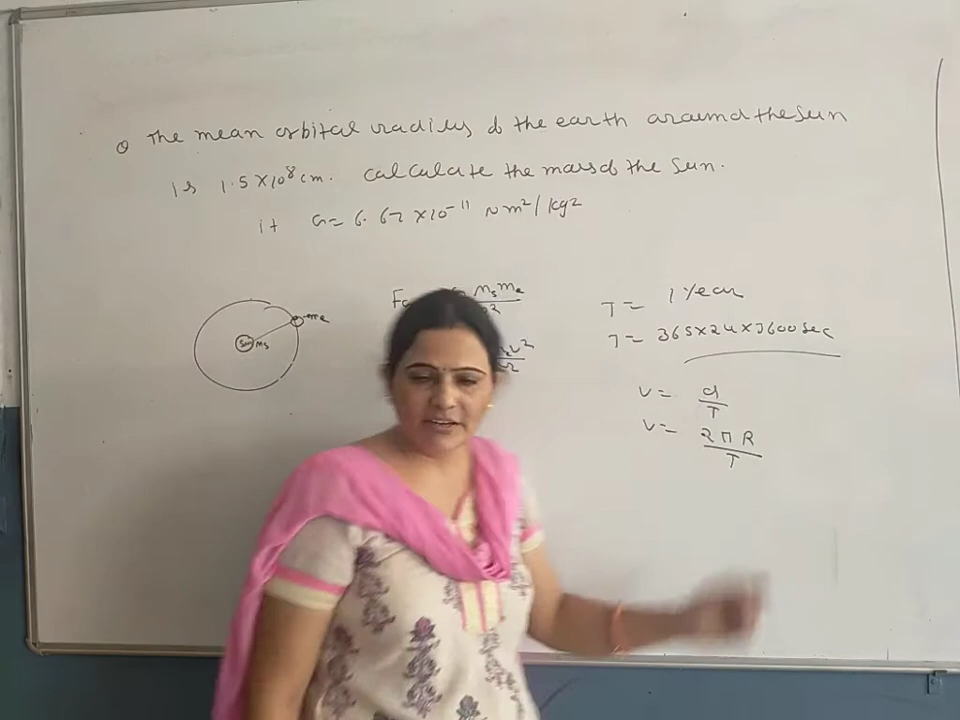 Q The mean orbital radius of the earth around the Sun
is 1.5 × 10⁸ cm. calculate the mass of the Sun.
if G = 6.67 × 10⁻¹¹ Nm²/kg²
MsMe
T = 1 Year
T = 365×24×3600 Sec
me
Sun Ms
V = d/T
V = 2πR/T